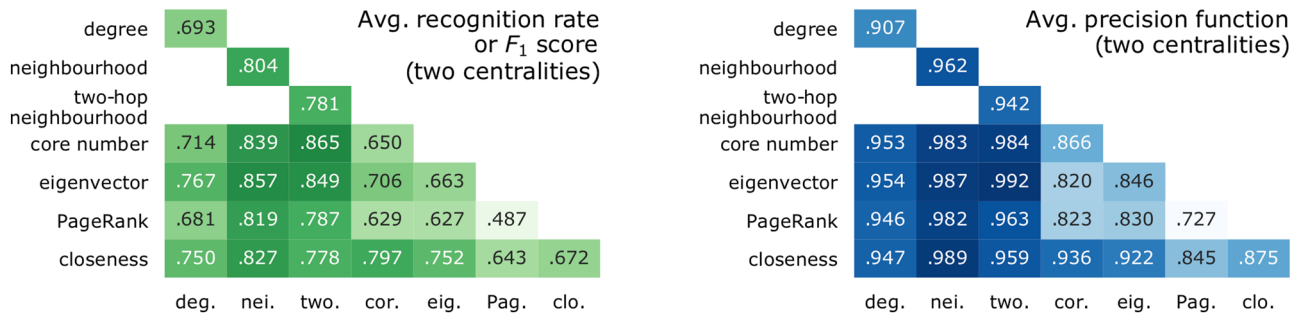 Avg. recognition rate
or F1 score
(two centralities)
degree .693
neighbourhood .804
two-hop
neighbourhood .781
core number .714 .839 .865 .650
eigenvector .767 .857 .849 .706 .663
PageRank .681 .819 .787 .629 .627 .487
closeness .750 .827 .778 .797 .752 .643 .672
deg. nei. two. cor. eig. Pag. clo.
Avg. precision function
(two centralities)
degree .907
neighbourhood .962
two-hop
neighbourhood .942
core number .953 .983 .984 .866
eigenvector .954 .987 .992 .820 .846
PageRank .946 .982 .963 .823 .830 .727
closeness .947 .989 .959 .936 .922 .845 .875
deg. nei. two. cor. eig. Pag. clo.